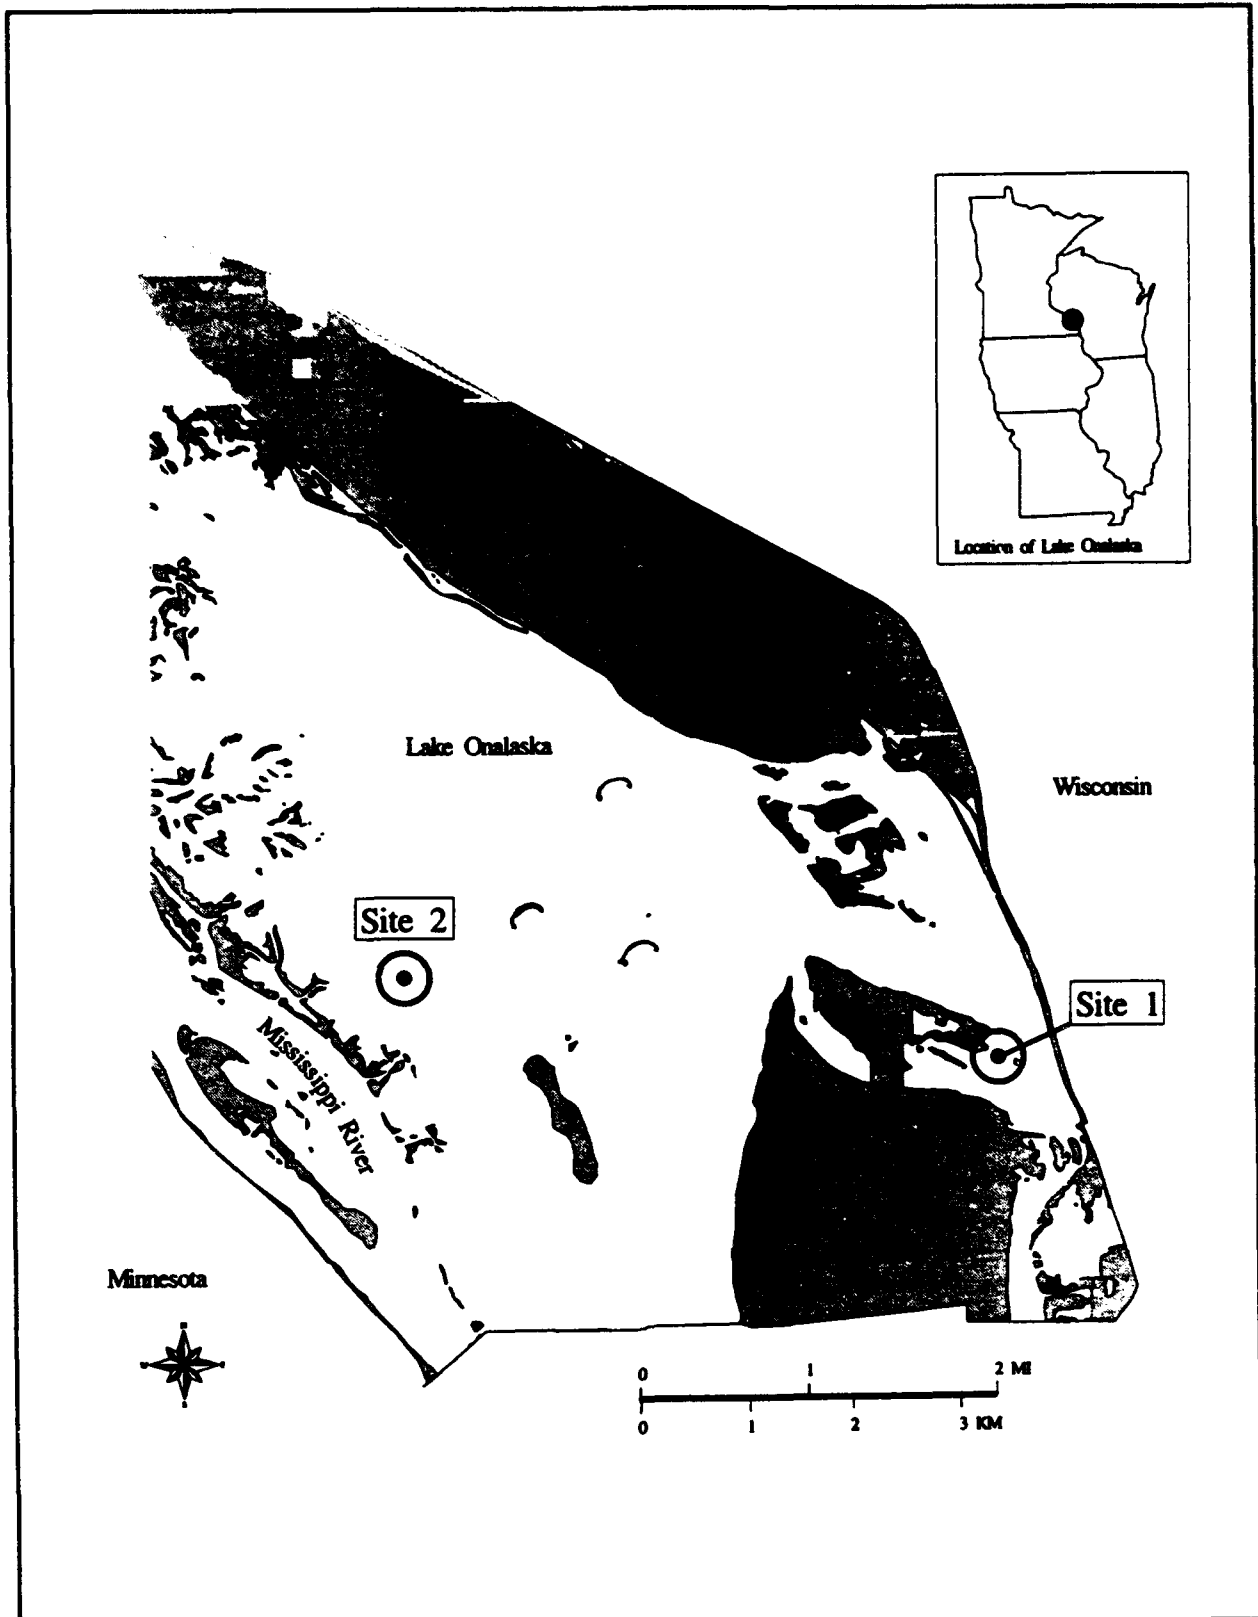 Location of Lake Onalaska
Lake Onalaska
Wisconsin
Site 2
Site 1
Mississippi River
Minnesota
0 1 2 MI
0 1 2 3 KM